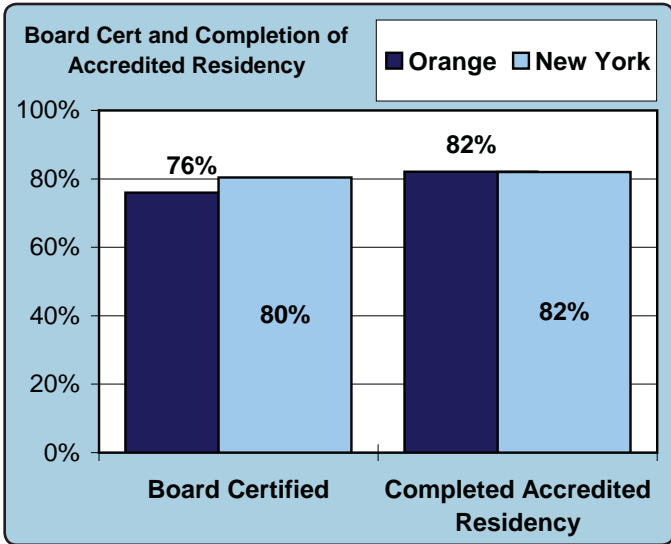 Board Cert and Completion of
Accredited Residency
Orange New York
100%
80%
60%
40%
20%
0%
76%
80%
82%
82%
Board Certified
Completed Accredited
Residency